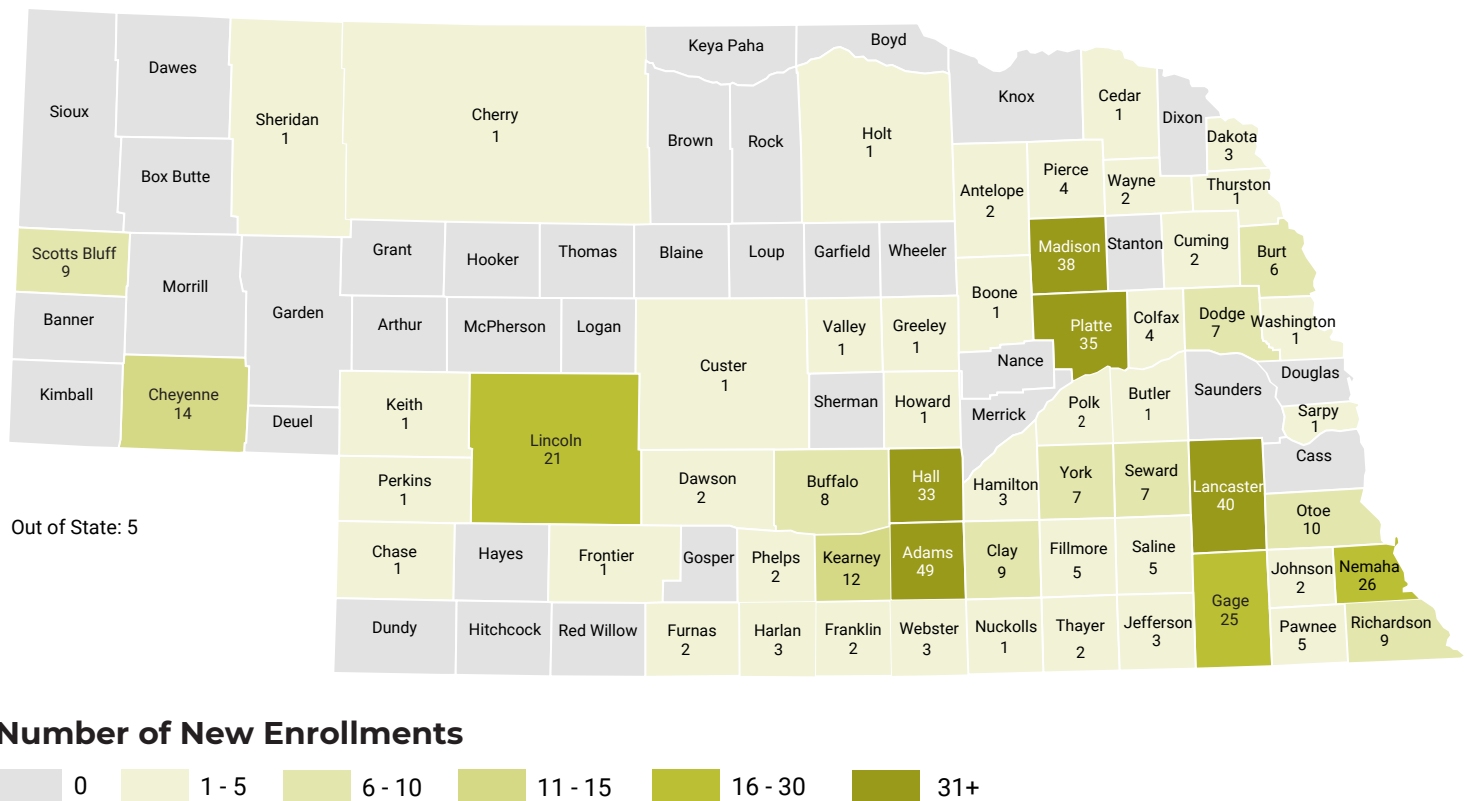 Keya Paha
Boyd
Dawes
Sioux
Sheridan
1
Cherry
1
Knox
Cedar
1
Dixon
Brown
Rock
Holt
1
Dakota
3
Box Butte
Pierce
4
Wayne
2
Thurston
1
Antelope
2
Scotts Bluff
9
Grant
Hooker
Thomas
Blaine
Loup
Garfield
Wheeler
Madison
38
Stanton
Cuming
2
Burt
6
Morrill
Garden
Banner
Arthur
McPherson
Logan
Boone
1
Valley
1
Greeley
1
Platte
35
Colfax
4
Dodge
7
Washington
1
Custer
1
Nance
Kimball
Cheyenne
14
Deuel
Keith
1
Lincoln
21
Sherman
Howard
1
Merrick
Polk
2
Butler
1
Saunders
Douglas
Sarpy
1
Cass
Perkins
1
Dawson
2
Buffalo
8
Hall
33
Hamilton
3
York
7
Seward
7
Lancaster
40
Otoe
10
Out of State: 5
Chase
1
Hayes
Frontier
1
Gosper
Phelps
2
Kearney
12
Adams
49
Clay
9
Fillmore
5
Saline
5
Gage
25
Johnson
2
Nemaha
26
Dundy
Hitchcock
Red Willow
Furnas
2
Harlan
3
Franklin
2
Webster
3
Nuckolls
1
Thayer
2
Jefferson
3
Pawnee
5
Richardson
9
Number of New Enrollments
0
1 - 5
6 - 10
11 - 15
16 - 30
31+